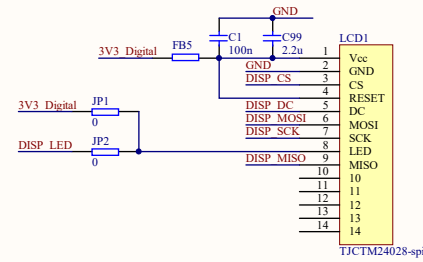 GND
C1
100n
C99
2.2u
LCD1
3V3_Digital
FB5
1 Vcc
GND 2 GND
DISP_CS 3 CS
4 RESET
3V3_Digital
JP1
0
DISP_DC 5 DC
DISP_MOSI 6 MOSI
DISP_SCK 7 SCK
DISP_LED
JP2
0
8 LED
DISP_MISO 9 MISO
10 10
11 11
12 12
13 13
14 14
TJCTM24028-spi